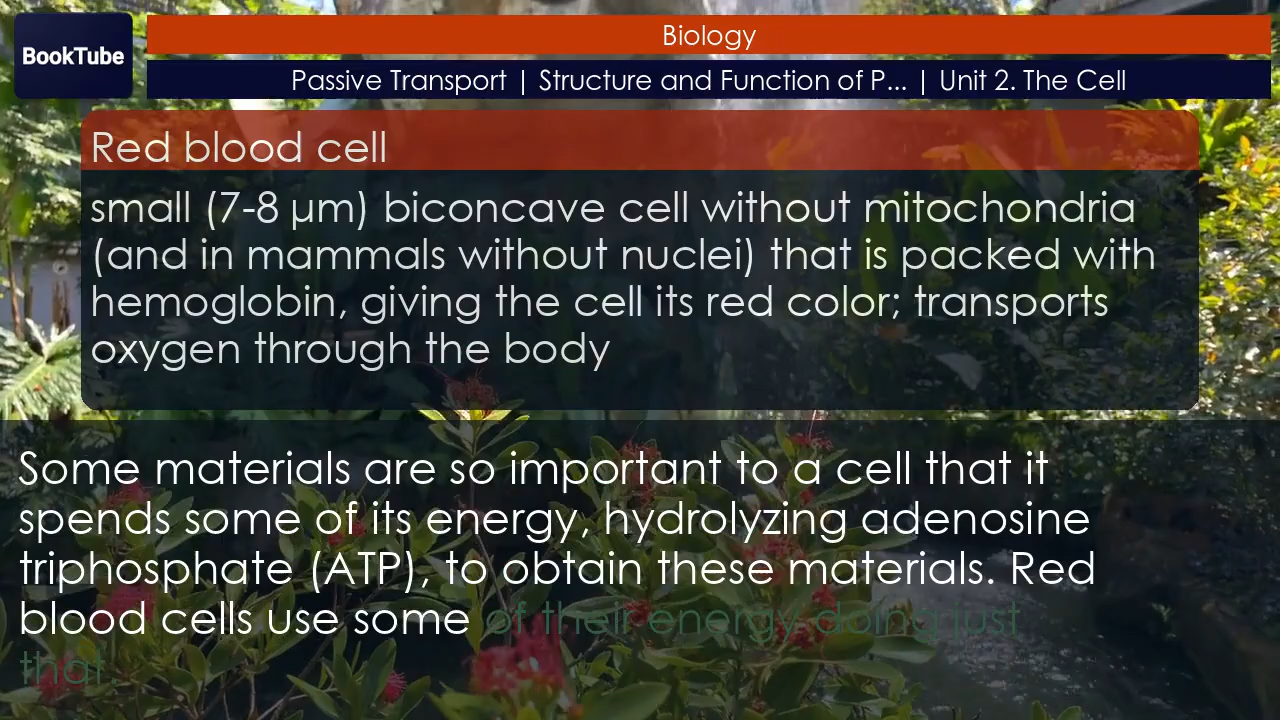 BookTube
Biology
Passive Transport | Structure and Function of P... | Unit 2. The Cell
Red blood cell
small (7-8 μm) biconcave cell without mitochondria
(and in mammals without nuclei) that is packed with
hemoglobin, giving the cell its red color; transports
oxygen through the body
Some materials are so important to a cell that it
spends some of its energy, hydrolyzing adenosine
triphosphate (ATP), to obtain these materials. Red
blood cells use some of their energy doing just
that.